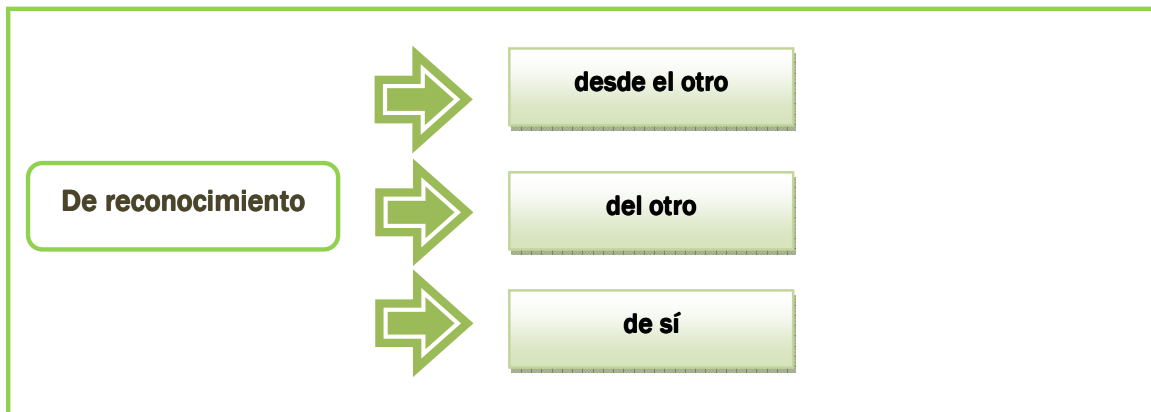 desde el otro
De reconocimiento
del otro
de sí